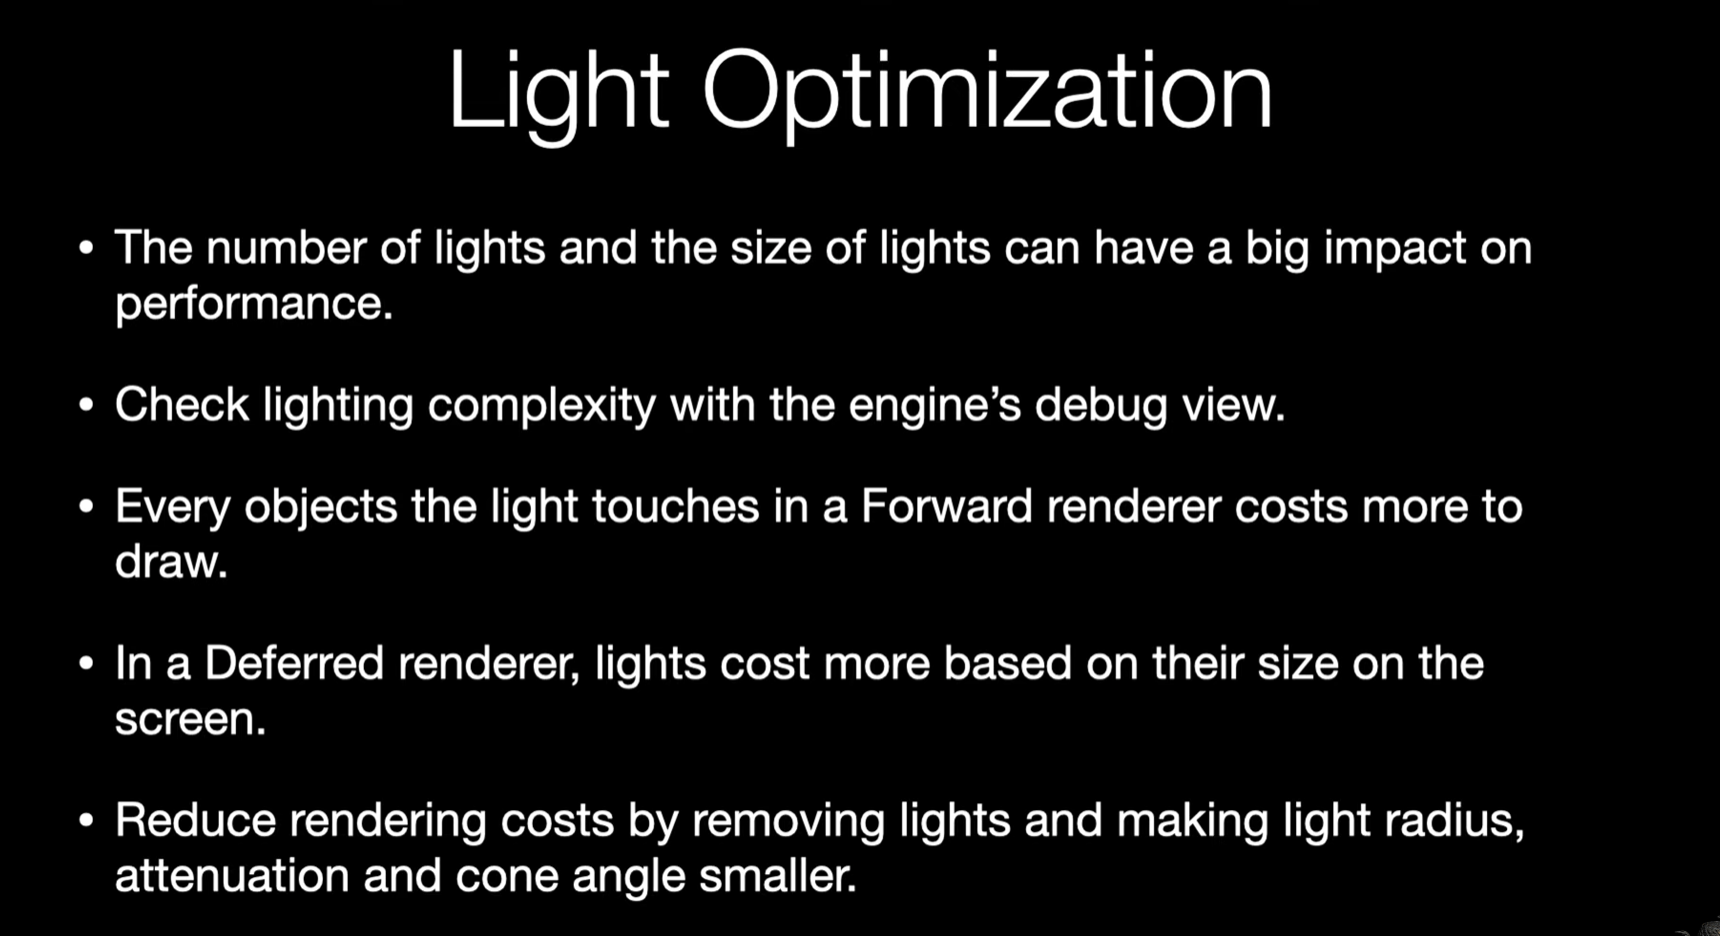 Light Optimization
• The number of lights and the size of lights can have a big impact on
performance.
• Check lighting complexity with the engine’s debug view.
• Every objects the light touches in a Forward renderer costs more to
draw.
• In a Deferred renderer, lights cost more based on their size on the
screen.
• Reduce rendering costs by removing lights and making light radius,
attenuation and cone angle smaller.